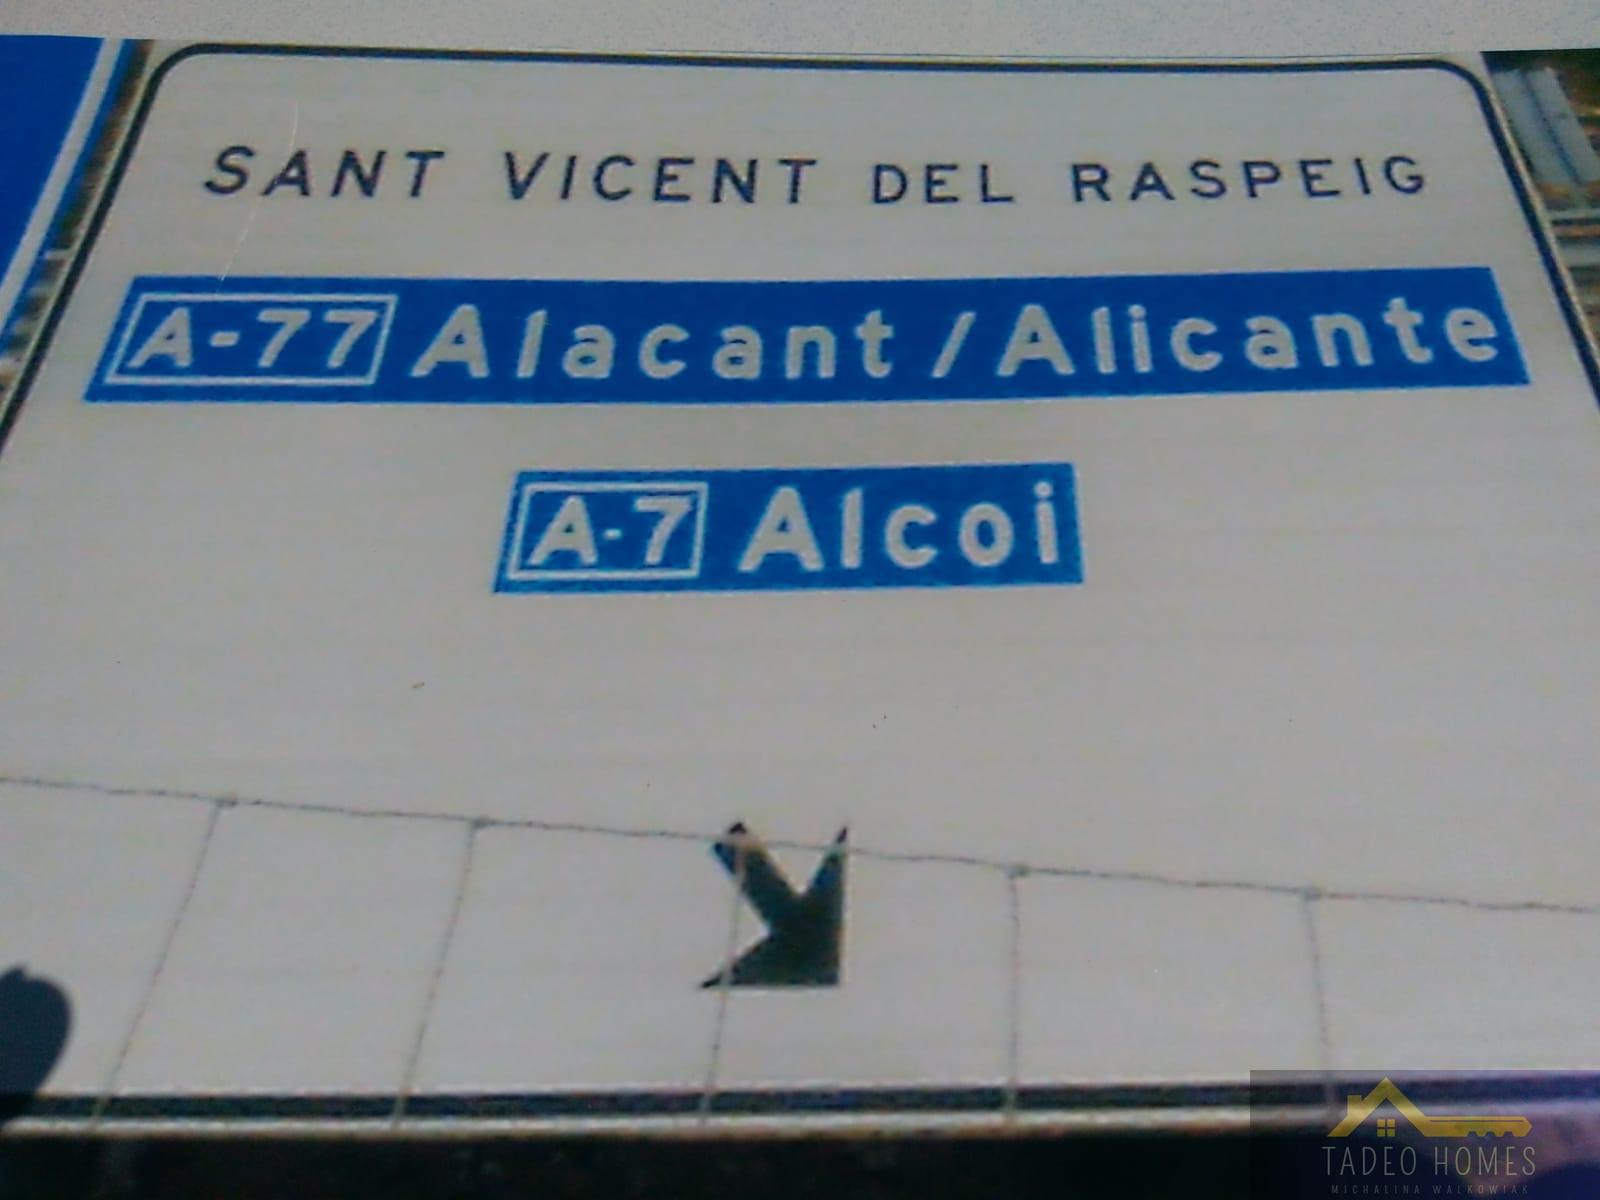 SANT VICENT DEL RASPEIG
A-77 Alacant / Alicante
A-7 Alcoi
TADEO HOMES
MICHALINA WALKOWIAK